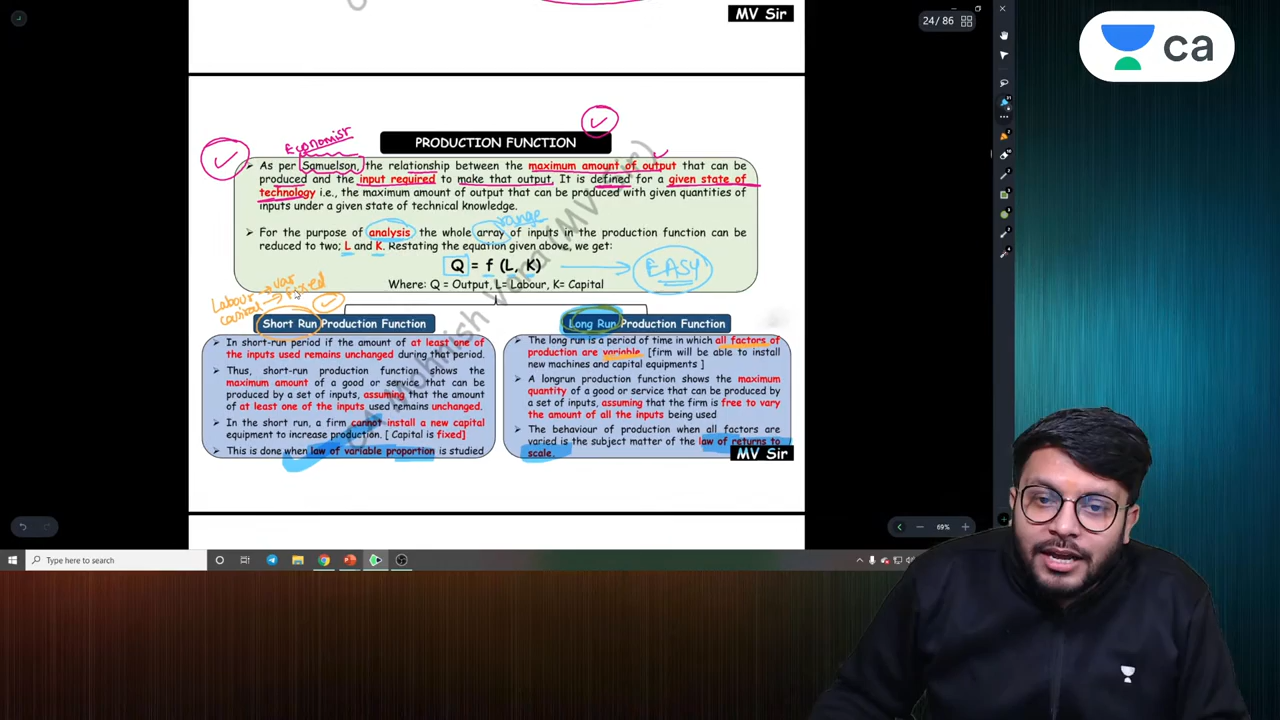 MV Sir
24 / 86
ca
PRODUCTION FUNCTION
Economist
➢ As per Samuelson, the relationship between the maximum amount of output that can be
produced and the input required to make that output. It is defined for a given state of
technology i.e., the maximum amount of output that can be produced with given quantities of
inputs under a given state of technical knowledge.
range
➢ For the purpose of analysis the whole array of inputs in the production function can be
reduced to two; L and K. Restating the equation given above, we get:
Q = f (L, K)
EASY
Where: Q = Output, L= Labour, K= Capital
Labour → var
Capital → fixed
Short Run Production Function
➢ In short-run period if the amount of at least one of
the inputs used remains unchanged during that period.
➢ Thus, short-run production function shows the
maximum amount of a good or service that can be
produced by a set of inputs, assuming that the amount
of at least one of the inputs used remains unchanged.
➢ In the short run, a firm cannot install a new capital
equipment to increase production. [ Capital is fixed]
➢ This is done when law of variable proportion is studied
Long Run Production Function
➢ The long run is a period of time in which all factors of
production are variable. [firm will be able to install
new machines and capital equipments ]
➢ A longrun production function shows the maximum
quantity of a good or service that can be produced by
a set of inputs, assuming that the firm is free to vary
the amount of all the inputs being used
➢ The behaviour of production when all factors are
varied is the subject matter of the law of returns to
scale.
MV Sir
69%
Type here to search